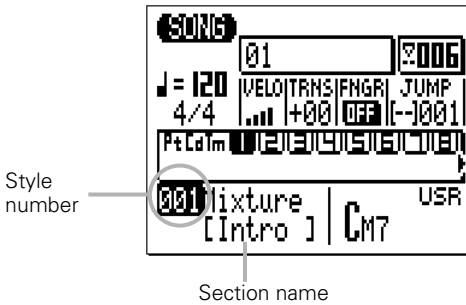 SONG
01 006
♩= 120 VELO TRNS FNGR JUMP
4/4 +00 OFF [--]001
PtCdTm 1 2 3 4 5 6 7 8
Style
number
001 Mixture USR
[Intro ] CM7
Section name